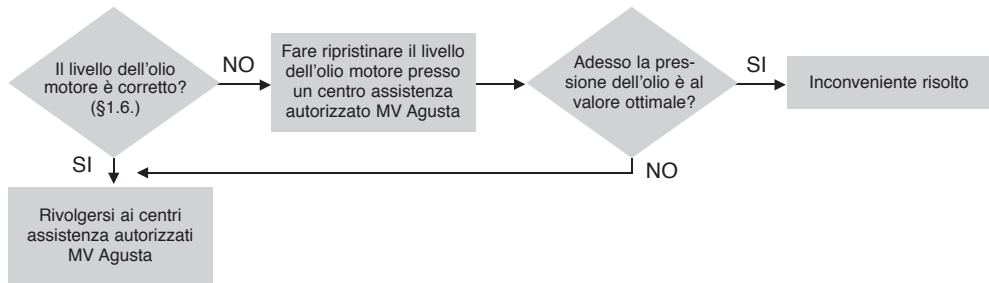 Il livello dell'olio
motore è corretto?
(§1.6.)
NO
Fare ripristinare il livello
dell'olio motore presso
un centro assistenza
autorizzato MV Agusta
Adesso la pres-
sione dell'olio è al
valore ottimale?
SI
Inconveniente risolto
SI
NO
Rivolgersi ai centri
assistenza autorizzati
MV Agusta